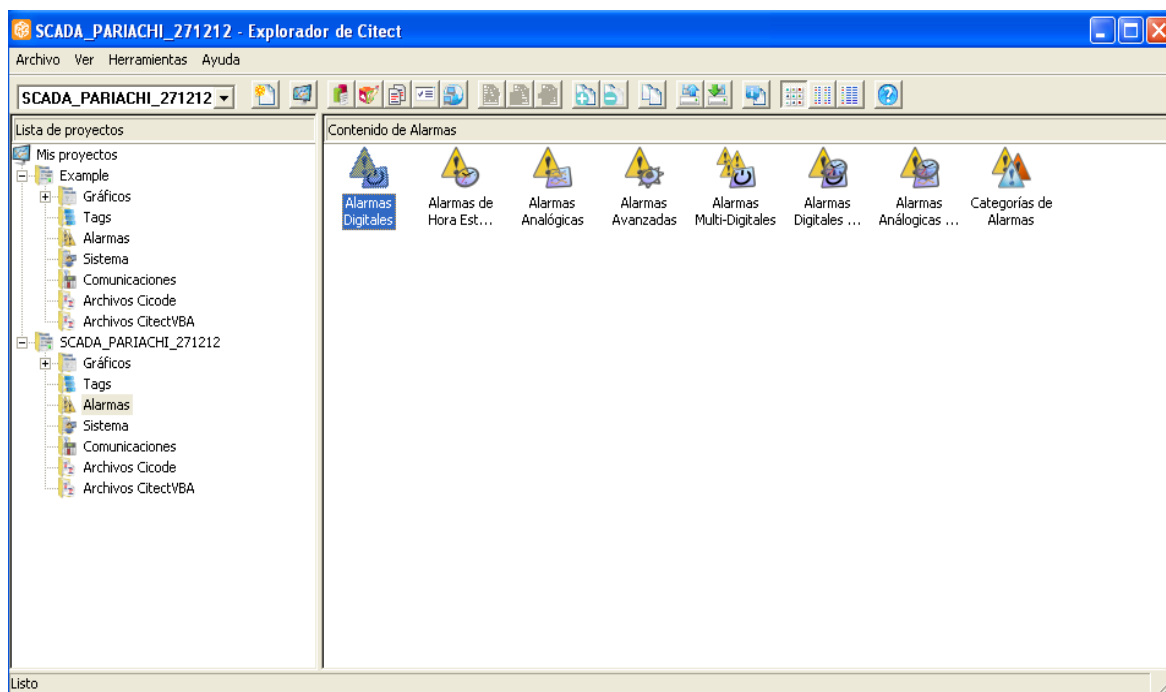 SCADA_PARIACHI_271212 - Explorador de Citect
Archivo Ver Herramientas Ayuda
SCADA_PARIACHI_271212
Lista de proyectos
Mis proyectos
Example
Gráficos
Tags
Alarmas
Sistema
Comunicaciones
Archivos Cicode
Archivos CitectVBA
SCADA_PARIACHI_271212
Gráficos
Tags
Alarmas
Sistema
Comunicaciones
Archivos Cicode
Archivos CitectVBA
Contenido de Alarmas
Alarmas
Digitales
Alarmas de
Hora Est...
Alarmas
Analógicas
Alarmas
Avanzadas
Alarmas
Multi-Digitales
Alarmas
Digitales ...
Alarmas
Análogicas ...
Categorías de
Alarmas
Listo